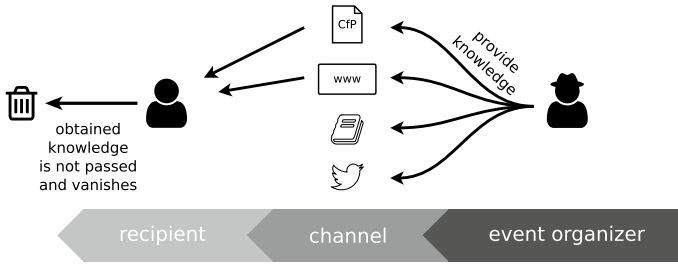 CfP
provide
knowledge
www
obtained
knowledge
is not passed
and vanishes
recipient
channel
event organizer